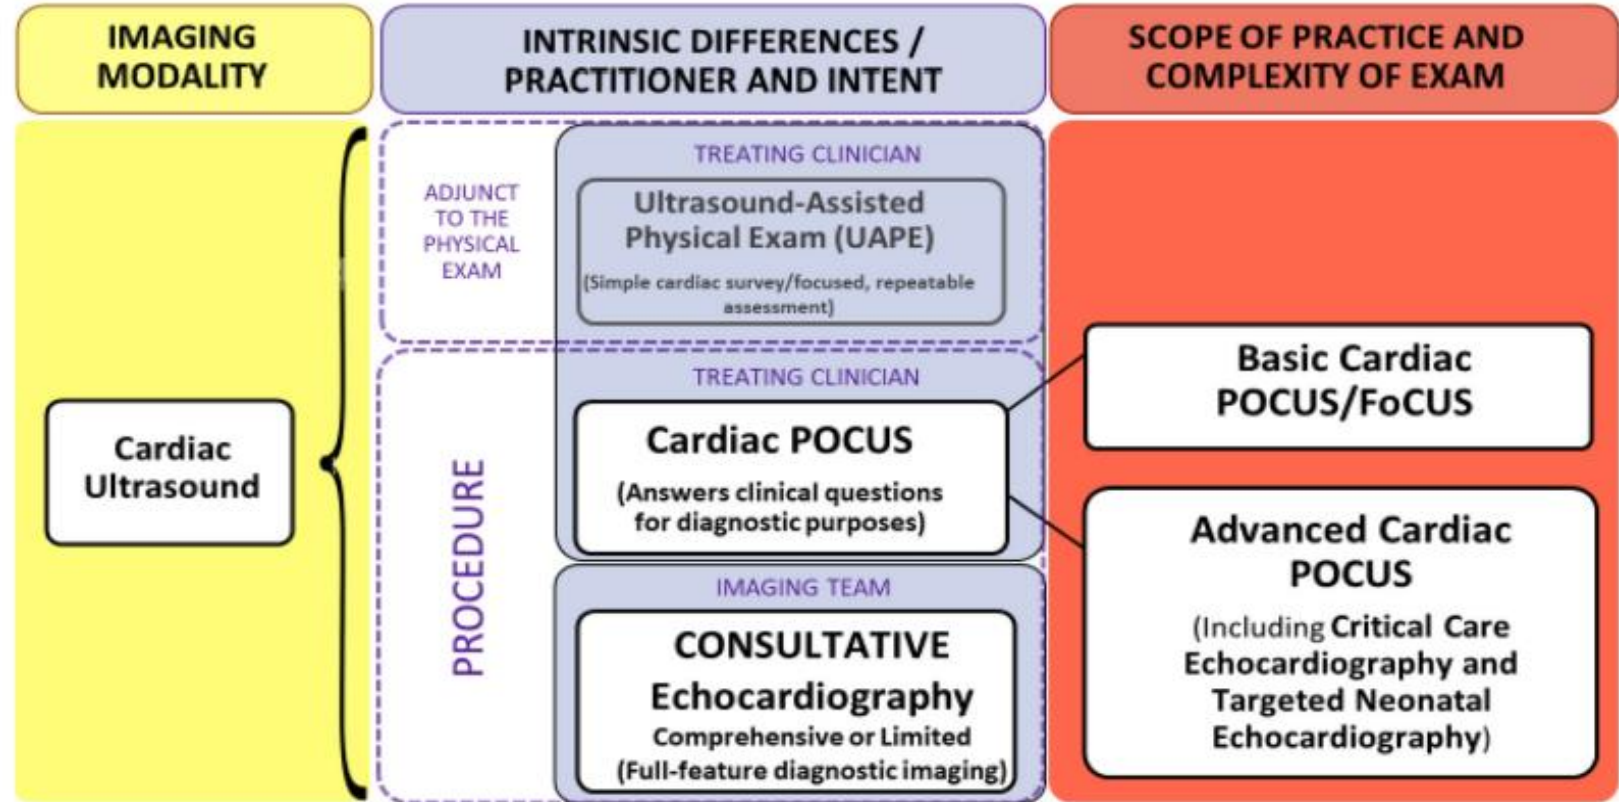 IMAGING
MODALITY
INTRINSIC DIFFERENCES /
PRACTITIONER AND INTENT
SCOPE OF PRACTICE AND
COMPLEXITY OF EXAM
Cardiac
Ultrasound
ADJUNCT
TO THE
PHYSICAL
EXAM
TREATING CLINICIAN
Ultrasound-Assisted
Physical Exam (UAPE)
(Simple cardiac survey/focused, repeatable
assessment)
PROCEDURE
TREATING CLINICIAN
Cardiac POCUS
(Answers clinical questions
for diagnostic purposes)
IMAGING TEAM
CONSULTATIVE
Echocardiography
Comprehensive or Limited
(Full-feature diagnostic imaging)
Basic Cardiac
POCUS/FoCUS
Advanced Cardiac
POCUS
(Including Critical Care
Echocardiography and
Targeted Neonatal
Echocardiography)